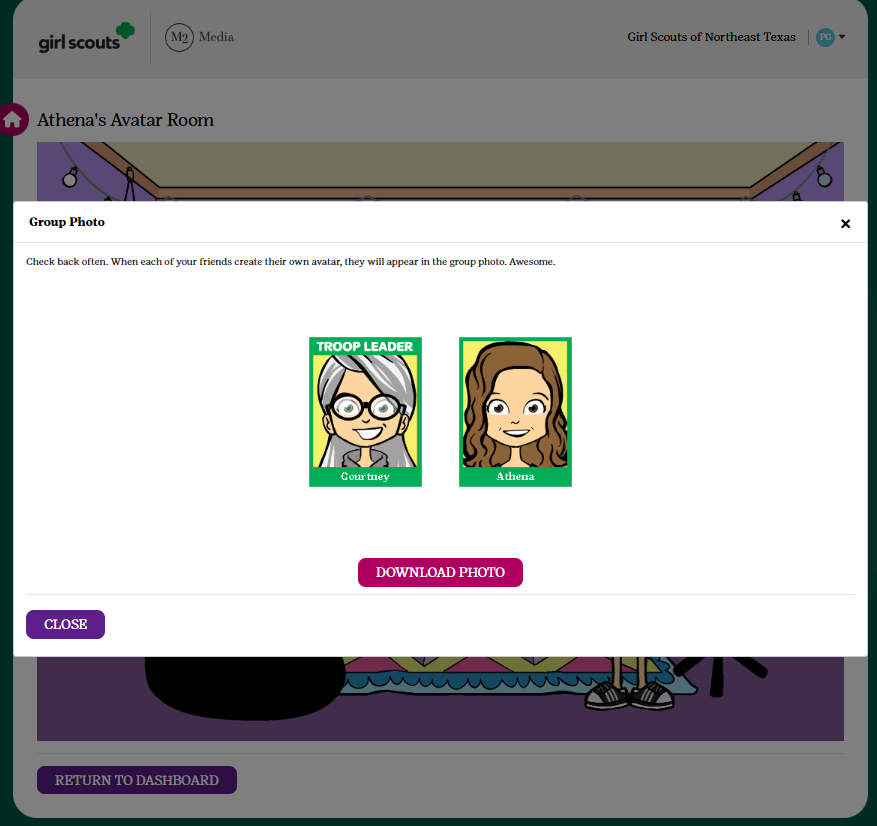 girl scouts
M2 Media
Girl Scouts of Northeast Texas
PG
Athena's Avatar Room
Group Photo
×
Check back often. When each of your friends create their own avatar, they will appear in the group photo. Awesome.
TROOP LEADER
Courtney
Athena
DOWNLOAD PHOTO
CLOSE
RETURN TO DASHBOARD